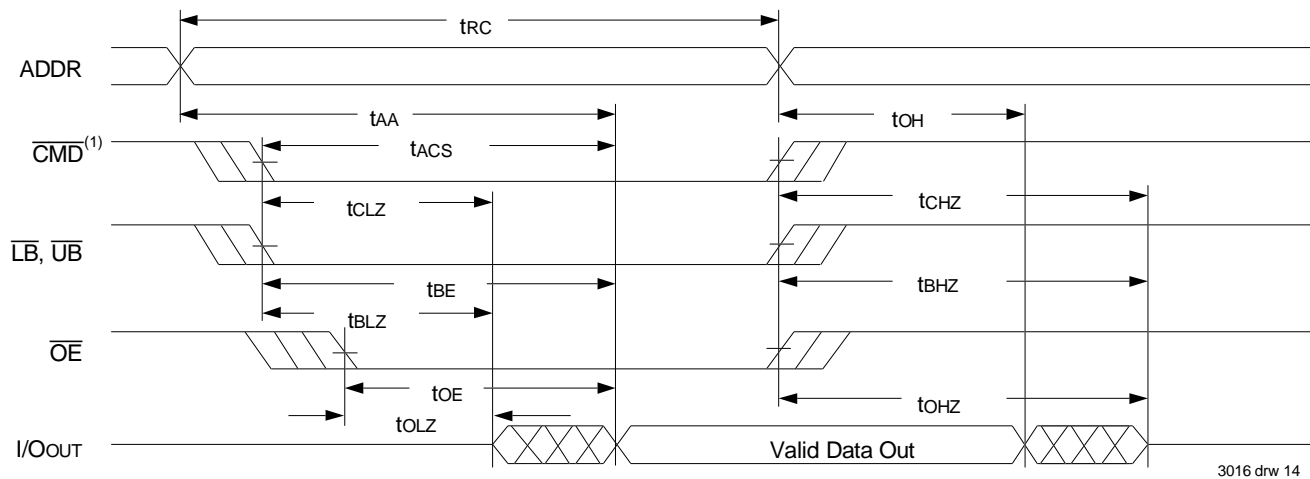 tRC
ADDR
tAA
tOH
CMD(1)
tACS
tCLZ
tCHZ
LB, UB
tBE
tBHZ
tBLZ
OE
tOE
tOHZ
tOLZ
I/OOUT
Valid Data Out
3016 drw 14